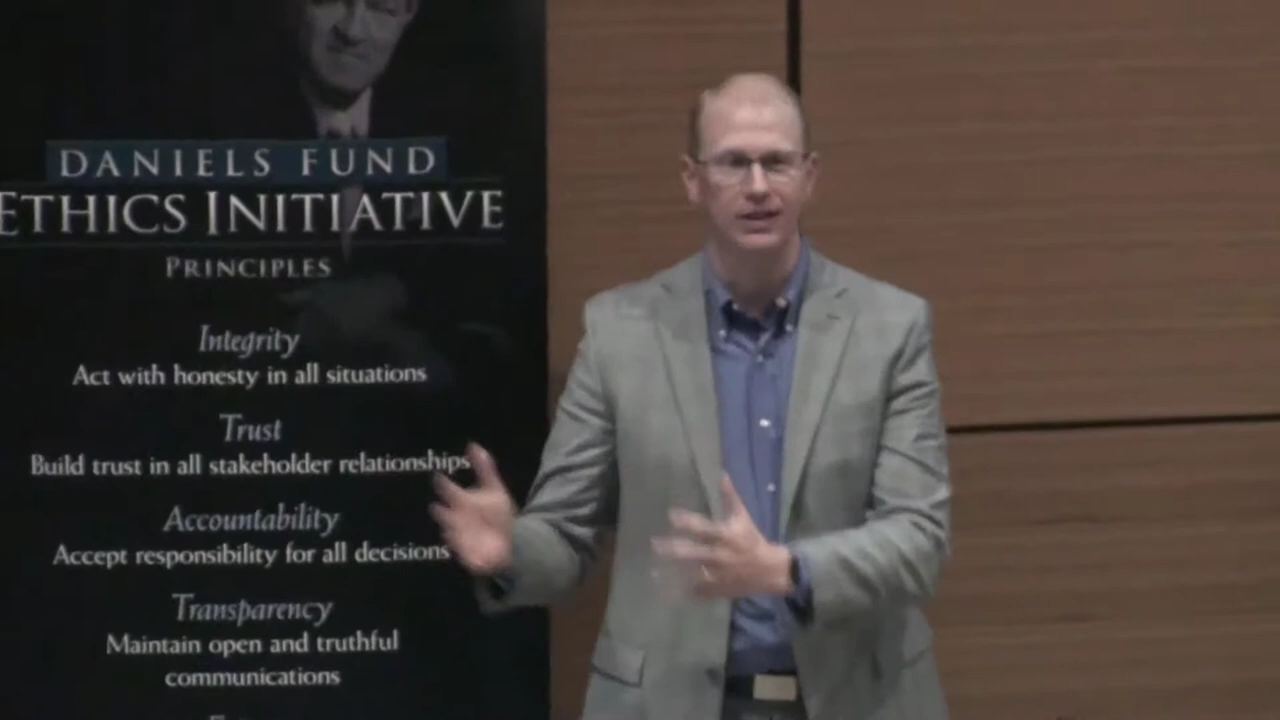 DANIELS FUND
ETHICS INITIATIVE
PRINCIPLES
Integrity
Act with honesty in all situations
Trust
Build trust in all stakeholder relationships
Accountability
Accept responsibility for all decisions
Transparency
Maintain open and truthful
communications